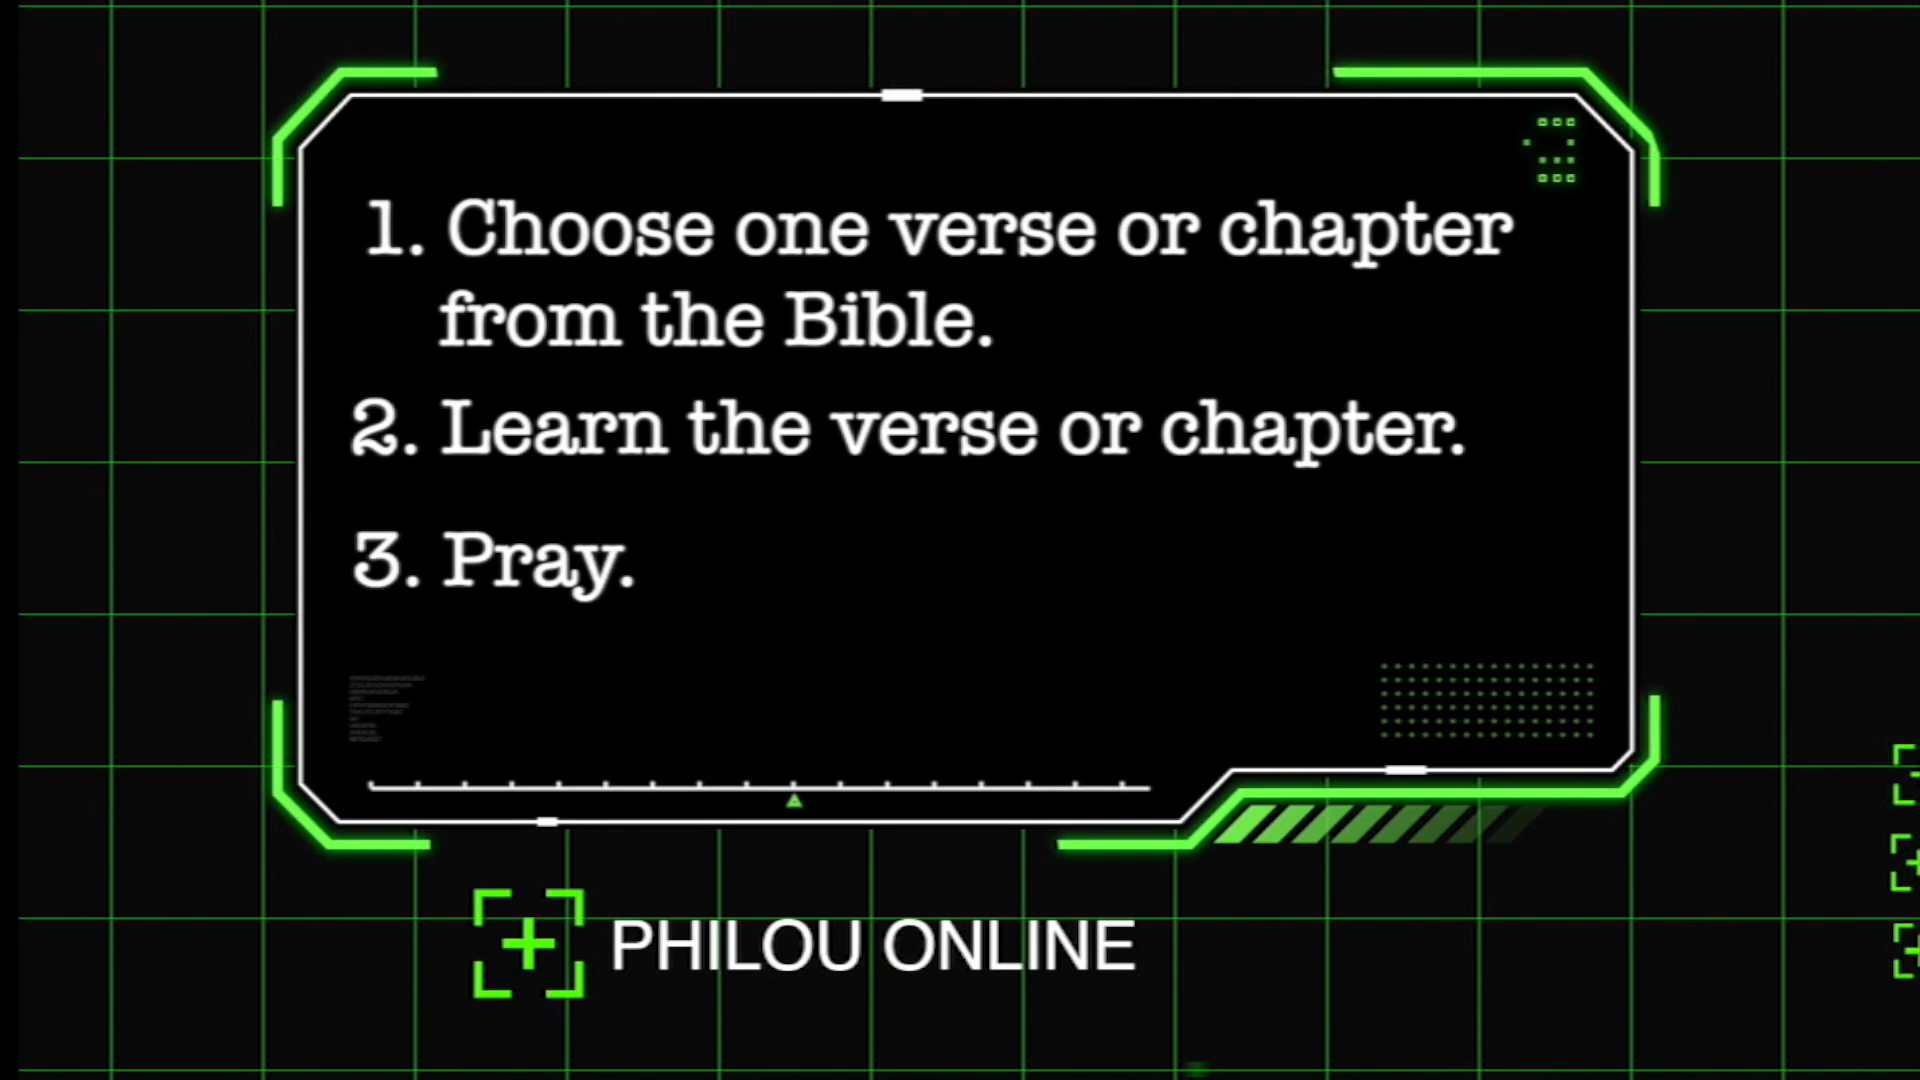 1. Choose one verse or chapter
from the Bible.
2. Learn the verse or chapter.
3. Pray.
PHILOU ONLINE